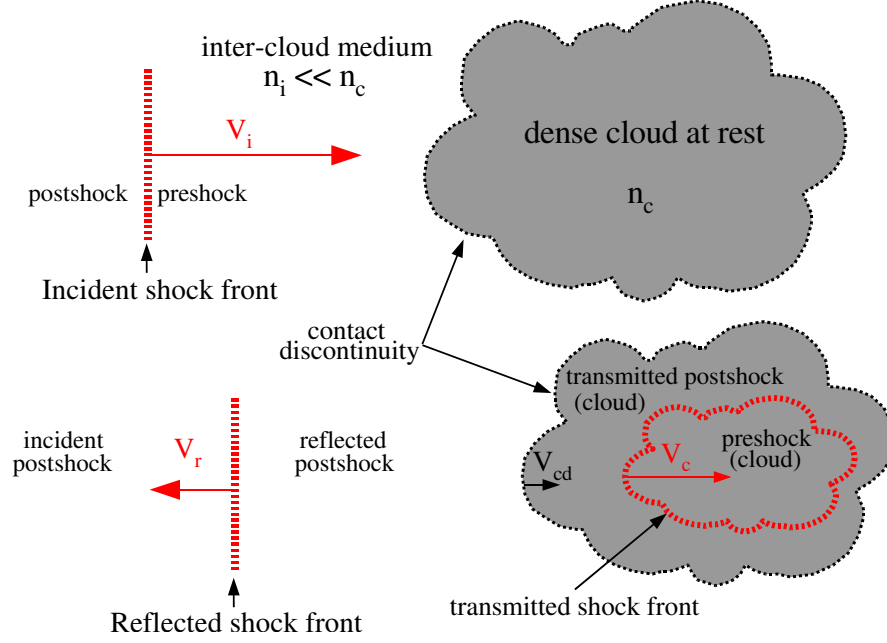 inter-cloud medium
n_i << n_c
V_i
postshock
preshock
Incident shock front
dense cloud at rest
n_c
contact
discontinuity
transmitted postshock
(cloud)
incident
postshock
V_r
reflected
postshock
V_cd
V_c
preshock
(cloud)
Reflected shock front
transmitted shock front